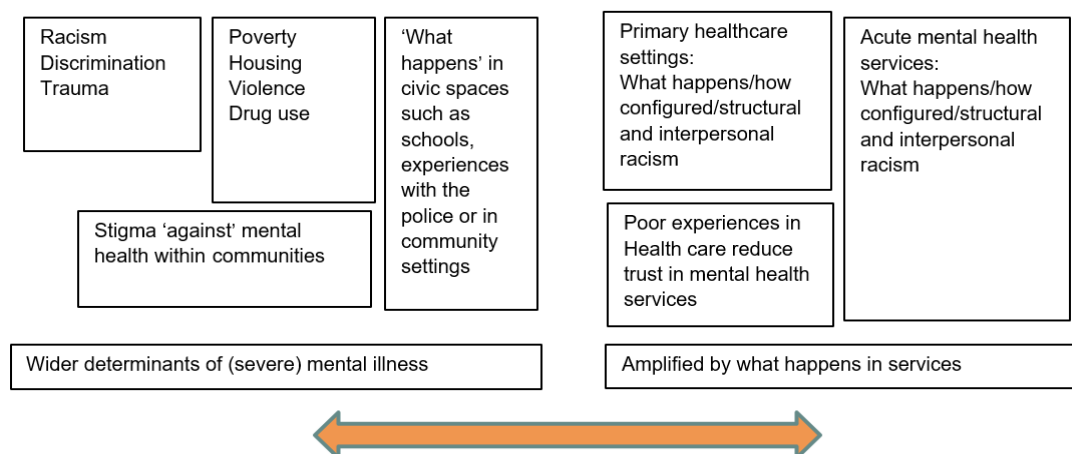 Racism
Discrimination
Trauma
Poverty
Housing
Violence
Drug use
‘What
happens’ in
civic spaces
such as
schools,
experiences
with the
police or in
community
settings
Stigma ‘against’ mental
health within communities
Wider determinants of (severe) mental illness
Primary healthcare
settings:
What happens/how
configured/structural
and interpersonal
racism
Poor experiences in
Health care reduce
trust in mental health
services
Acute mental health
services:
What happens/how
configured/structural
and interpersonal
racism
Amplified by what happens in services